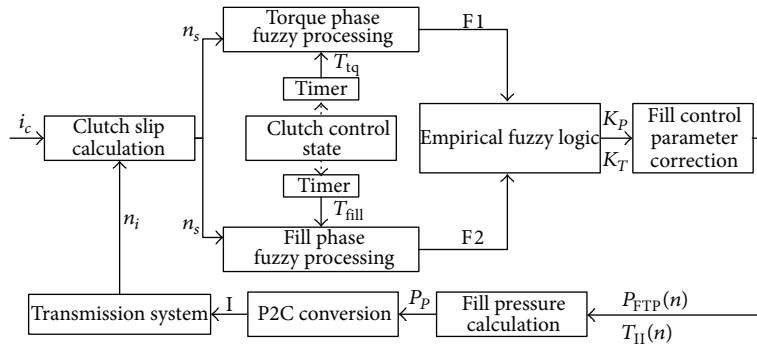 Torque phase
fuzzy processing
n_s
F1
T_tq
Timer
i_c
Clutch slip
calculation
Clutch control
state
Empirical fuzzy logic
K_P
K_T
Fill control
parameter
correction
Timer
T_fill
n_i
n_s
Fill phase
fuzzy processing
F2
Transmission system
I
P2C conversion
P_P
Fill pressure
calculation
P_FTP(n)
T_II(n)